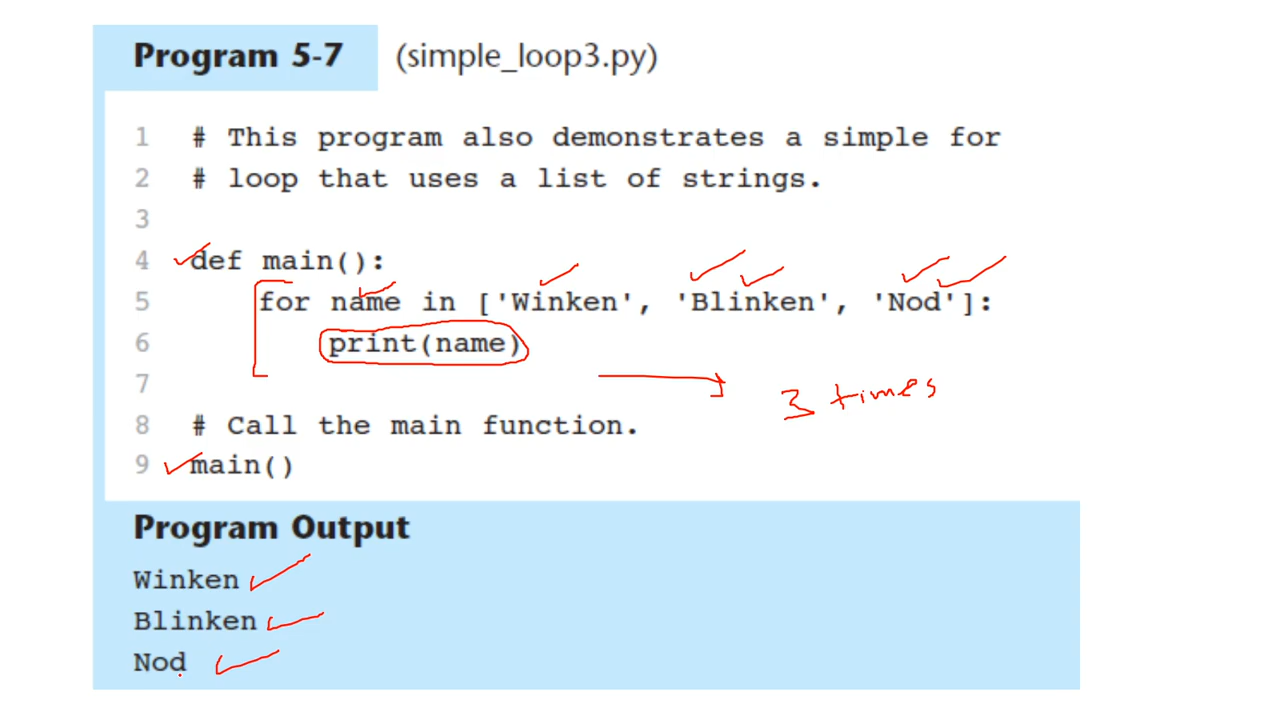 Program 5-7 (simple_loop3.py)
1 # This program also demonstrates a simple for
2 # loop that uses a list of strings.
3
4 def main():
5 for name in ['Winken', 'Blinken', 'Nod']:
6 print(name)
7
3 times
8 # Call the main function.
9 main()
Program Output
Winken
Blinken
Nod